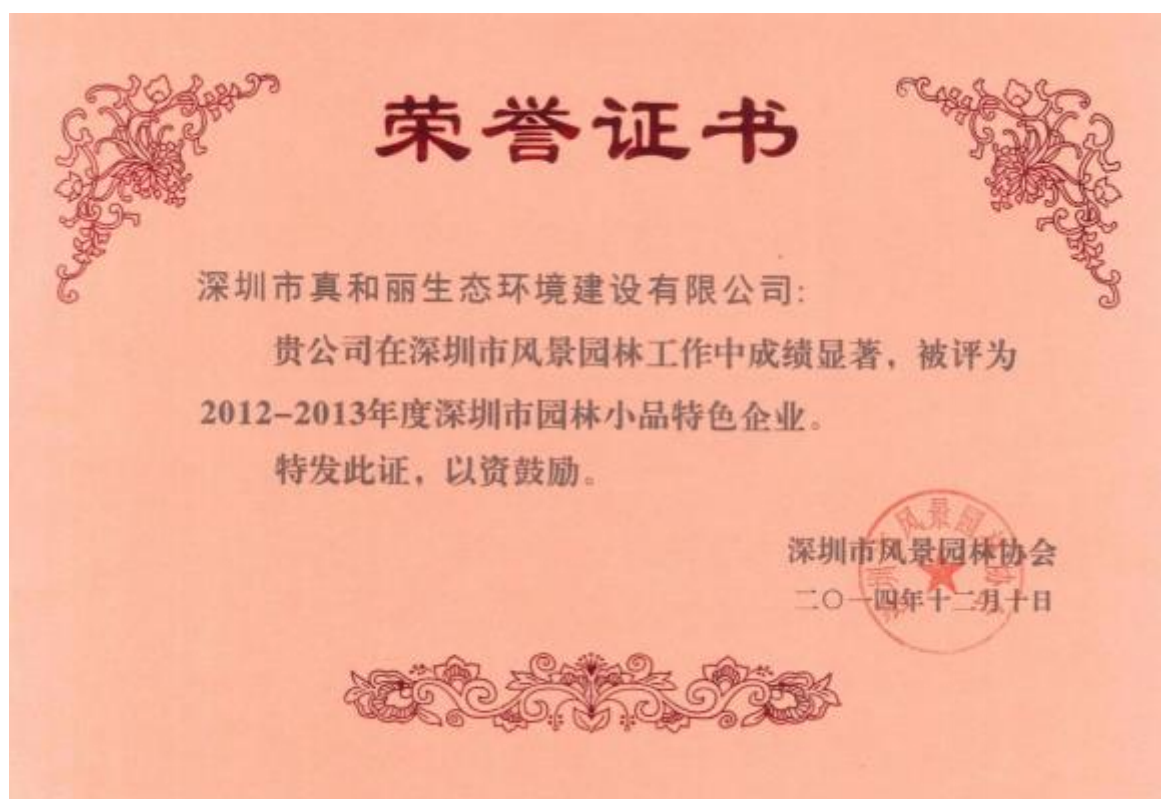 荣誉证书
深圳市真和丽生态环境建设有限公司:
贵公司在深圳市风景园林工作中成绩显著，被评为
2012-2013年度深圳市园林小品特色企业。
特发此证，以资鼓励。
深圳市风景园林协会
二〇一四年十二月十日